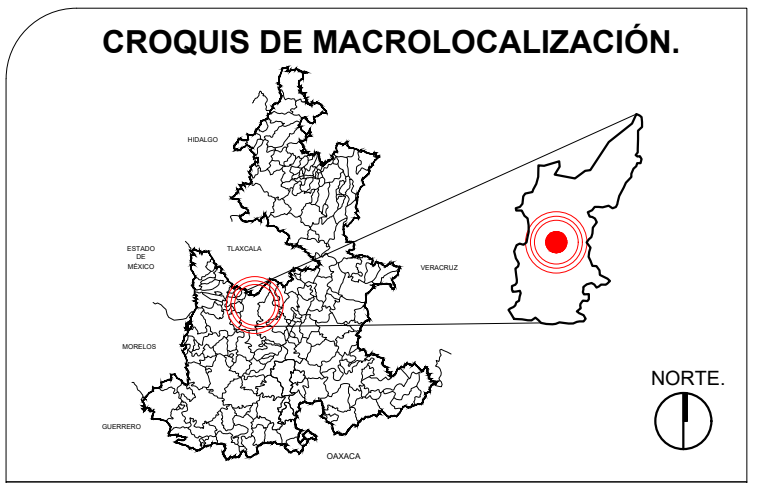 CROQUIS DE MACROLOCALIZACIÓN.
HIDALGO
TLAXCALA
ESTADO
DE
MÉXICO
VERACRUZ
MORELOS
NORTE.
GUERRERO
OAXACA